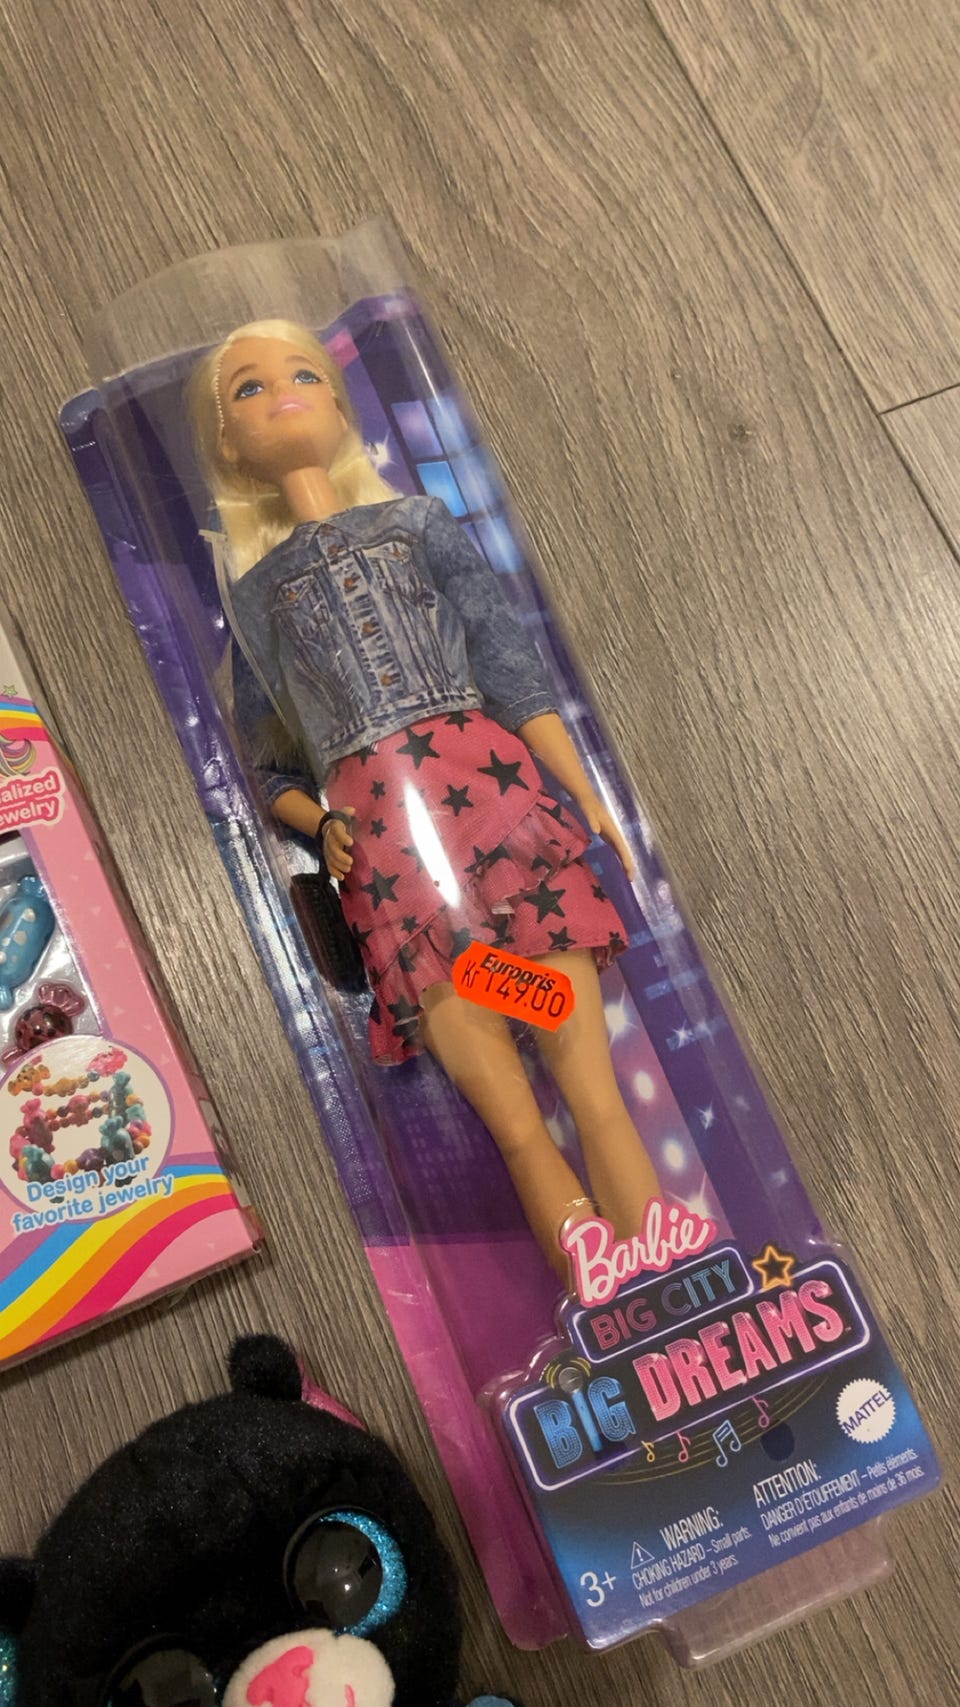 alized
ewelry
Design your
favorite jewelry
Europris
Kr 149.00
Barbie
BIG CITY
BIG DREAMS
MATTEL
3+
WARNING:
CHOKING HAZARD – Small parts.
Not for children under 3 years.
ATTENTION:
DANGER D'ÉTOUFFEMENT – Petits éléments.
Ne convient pas aux enfants de moins de 36 mois.